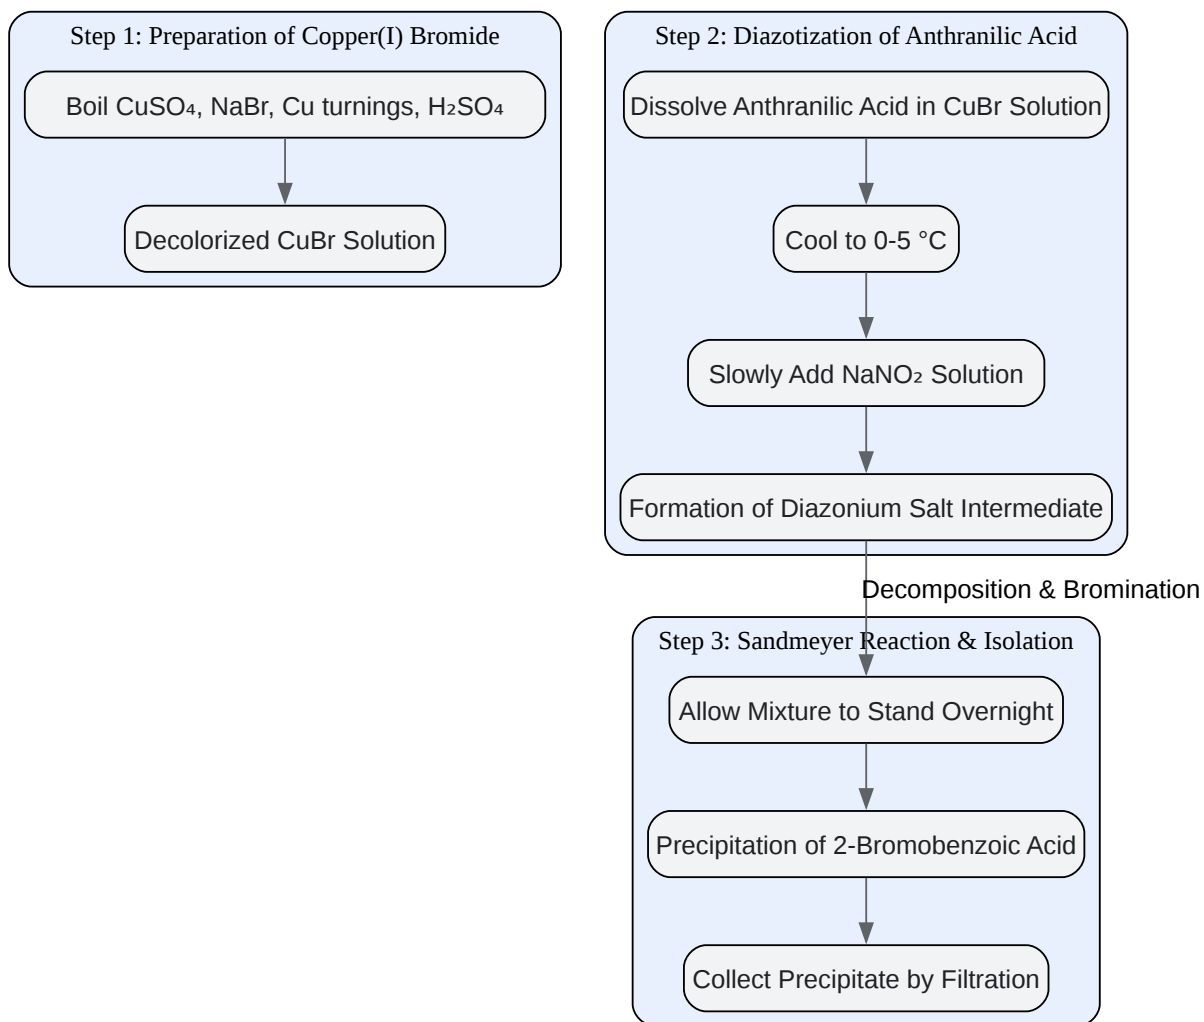 Step 1: Preparation of Copper(I) Bromide
Boil CuSO₄, NaBr, Cu turnings, H₂SO₄
Decolorized CuBr Solution
Step 2: Diazotization of Anthranilic Acid
Dissolve Anthranilic Acid in CuBr Solution
Cool to 0-5 °C
Slowly Add NaNO₂ Solution
Formation of Diazonium Salt Intermediate
Decomposition & Bromination
Step 3: Sandmeyer Reaction & Isolation
Allow Mixture to Stand Overnight
Precipitation of 2-Bromobenzoic Acid
Collect Precipitate by Filtration